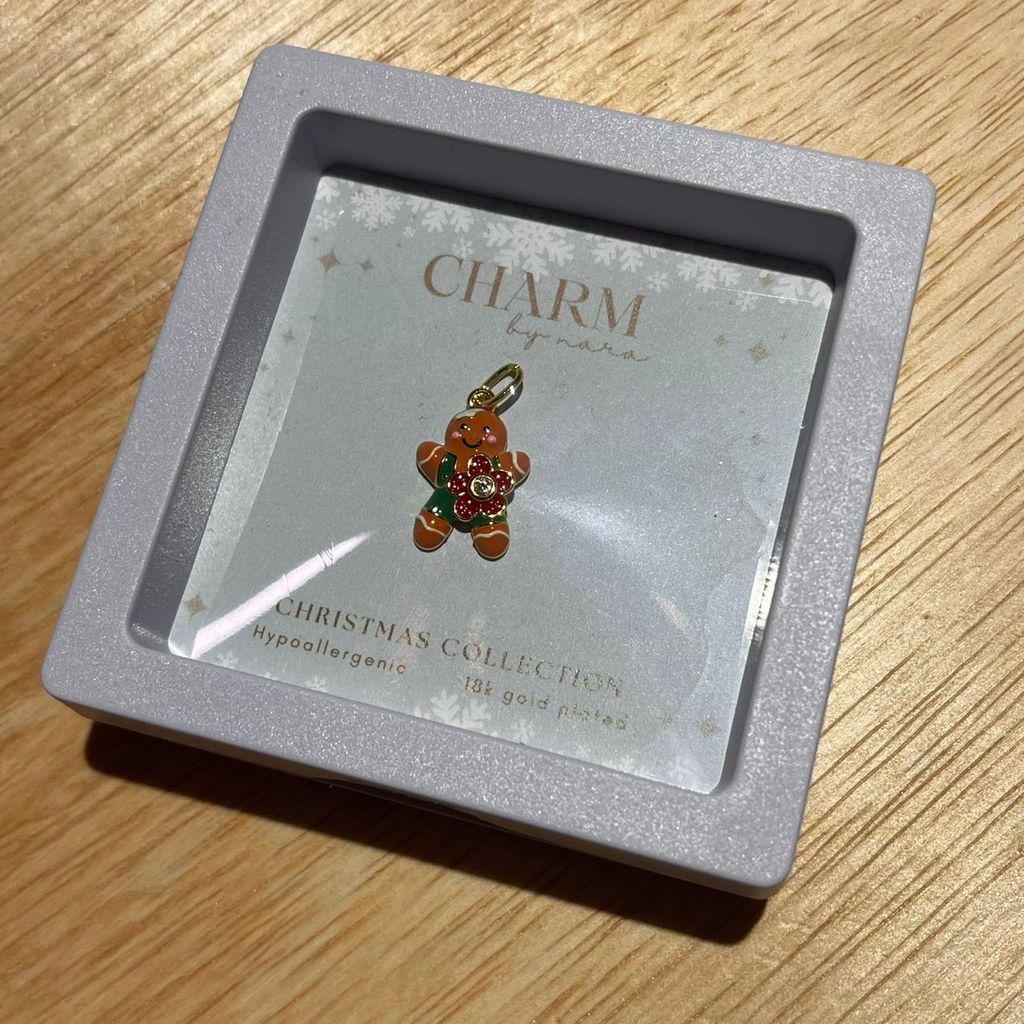 CHARM
by nara
CHRISTMAS COLLECTION
Hypoallergenic 18k gold plated